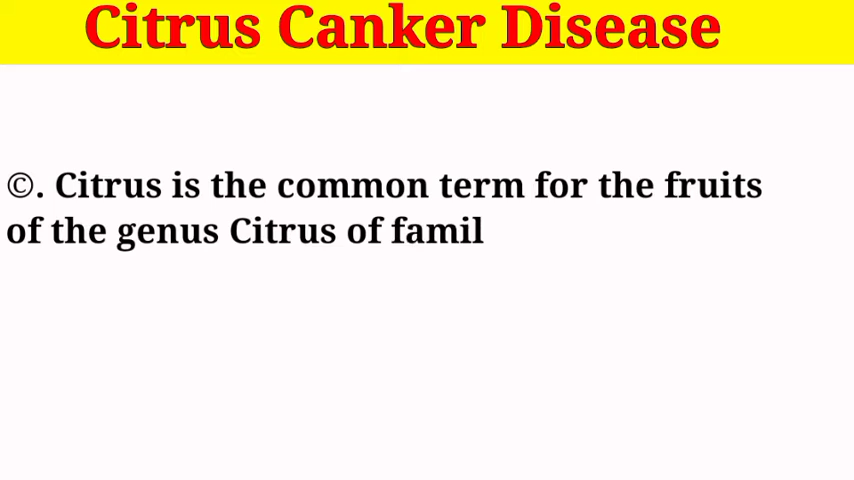 Citrus Canker Disease
©. Citrus is the common term for the fruits
of the genus Citrus of famil